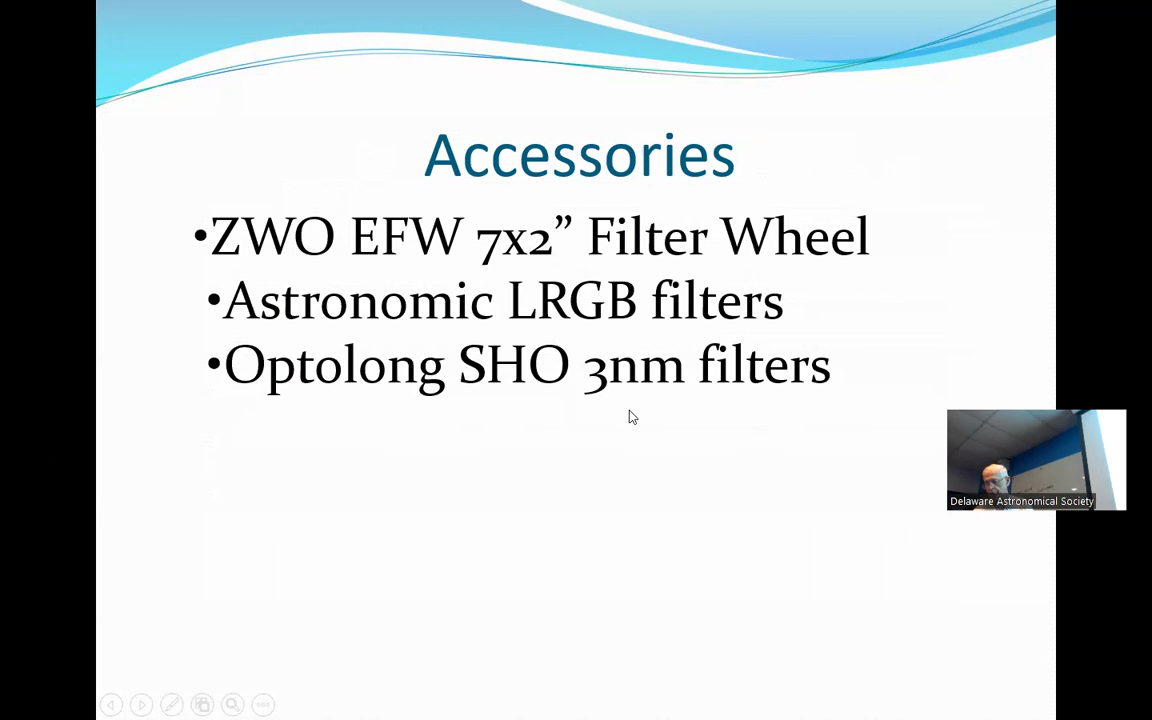 Accessories
•ZWO EFW 7x2” Filter Wheel
•Astronomic LRGB filters
•Optolong SHO 3nm filters
Delaware Astronomical Society